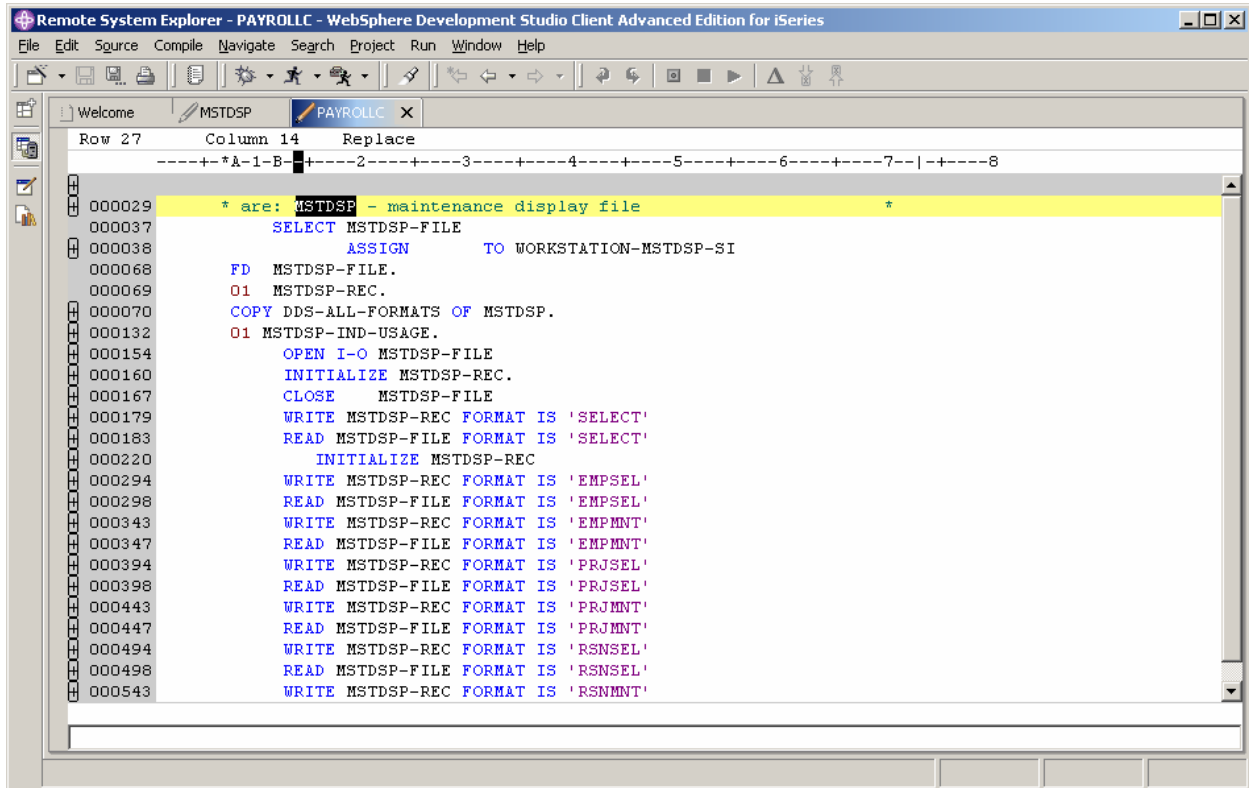 Remote System Explorer - PAYROLLC - WebSphere Development Studio Client Advanced Edition for iSeries
File Edit Source Compile Navigate Search Project Run Window Help
Welcome MSTDSP PAYROLLC X
Row 27 Column 14 Replace
----+-*A-1-B--+----2----+----3----+----4----+----5----+----6----+----7--|-+----8
000029 * are: MSTDSP - maintenance display file *
000037 SELECT MSTDSP-FILE
000038 ASSIGN TO WORKSTATION-MSTDSP-SI
000068 FD MSTDSP-FILE.
000069 01 MSTDSP-REC.
000070 COPY DDS-ALL-FORMATS OF MSTDSP.
000132 01 MSTDSP-IND-USAGE.
000154 OPEN I-O MSTDSP-FILE
000160 INITIALIZE MSTDSP-REC.
000167 CLOSE MSTDSP-FILE
000179 WRITE MSTDSP-REC FORMAT IS 'SELECT'
000183 READ MSTDSP-FILE FORMAT IS 'SELECT'
000220 INITIALIZE MSTDSP-REC
000294 WRITE MSTDSP-REC FORMAT IS 'EMPSEL'
000298 READ MSTDSP-FILE FORMAT IS 'EMPSEL'
000343 WRITE MSTDSP-REC FORMAT IS 'EMPMNT'
000347 READ MSTDSP-FILE FORMAT IS 'EMPMNT'
000394 WRITE MSTDSP-REC FORMAT IS 'PRJSEL'
000398 READ MSTDSP-FILE FORMAT IS 'PRJSEL'
000443 WRITE MSTDSP-REC FORMAT IS 'PRJMNT'
000447 READ MSTDSP-FILE FORMAT IS 'PRJMNT'
000494 WRITE MSTDSP-REC FORMAT IS 'RSNSEL'
000498 READ MSTDSP-FILE FORMAT IS 'RSNSEL'
000543 WRITE MSTDSP-REC FORMAT IS 'RSNMNT'